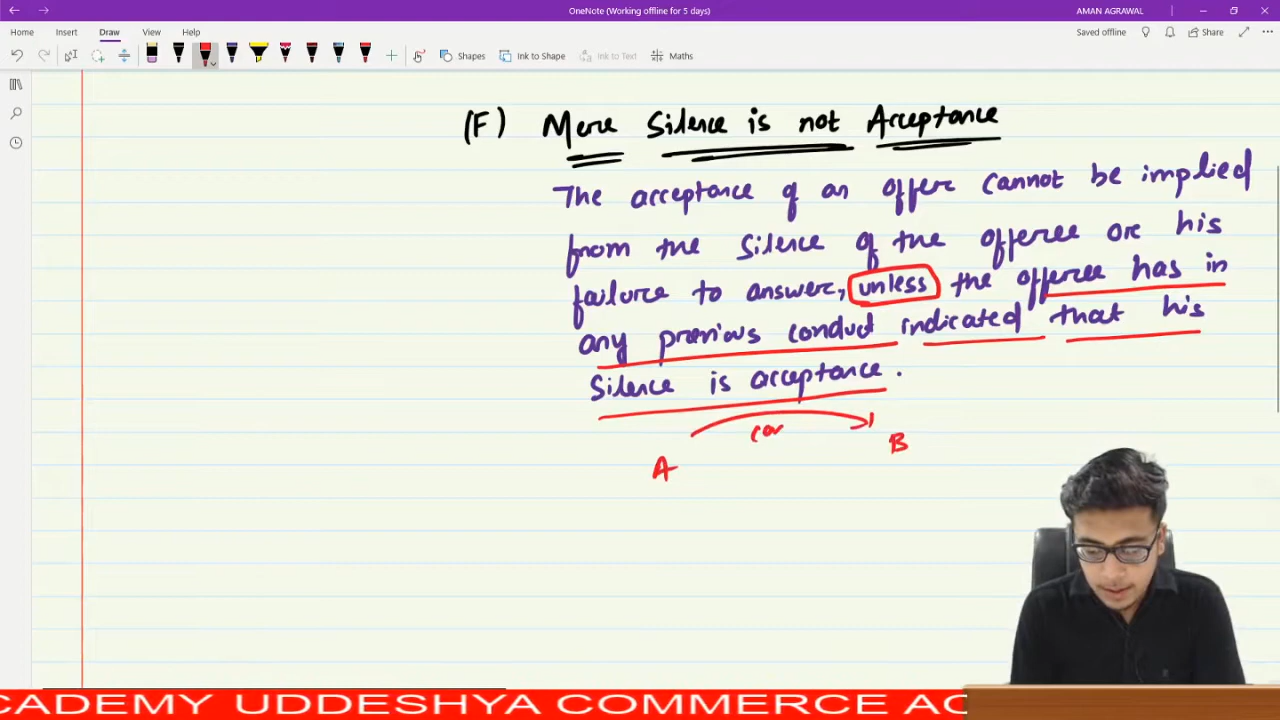 OneNote (Working offline for 5 days)
AMAN AGRAWAL
Home Insert Draw View Help
Saved offline
Share
Shapes
Ink to Shape
Ink to Text
Maths
(F) Mere Silence is not Acceptance
The acceptance of an offer cannot be implied
from the silence of the offeree or his
failure to answer, unless the offeree has in
any previous conduct indicated that his
Silence is acceptance.
car
A
B
CADEMY UDDESHYA COMMERCE AC